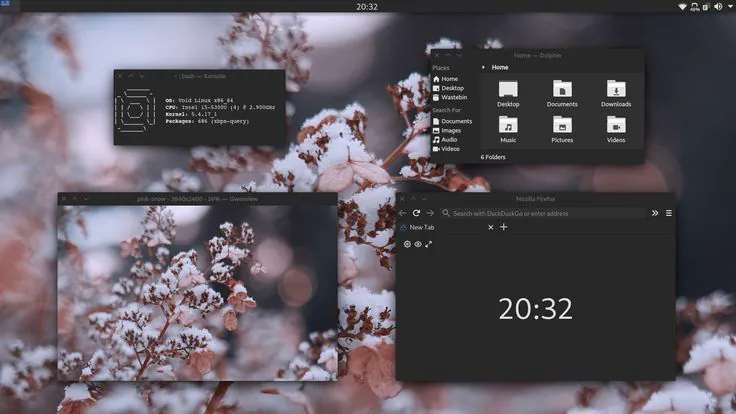 20:32
48%
~ : bash — Konsole
OS: Void Linux x86_64
CPU: Intel i5-5300U (4) @ 2.900GHz
Kernel: 5.4.17_1
Packages: 686 (xbps-query)
Home — Dolphin
Places
Home
Desktop
Wastebin
Search For
Documents
Images
Audio
Videos
Home
Desktop
Documents
Downloads
Music
Pictures
Videos
6 Folders
pink-snow - 3840x2400 - 16% — Gwenview
Mozilla Firefox
Search with DuckDuckGo or enter address
New Tab
20:32